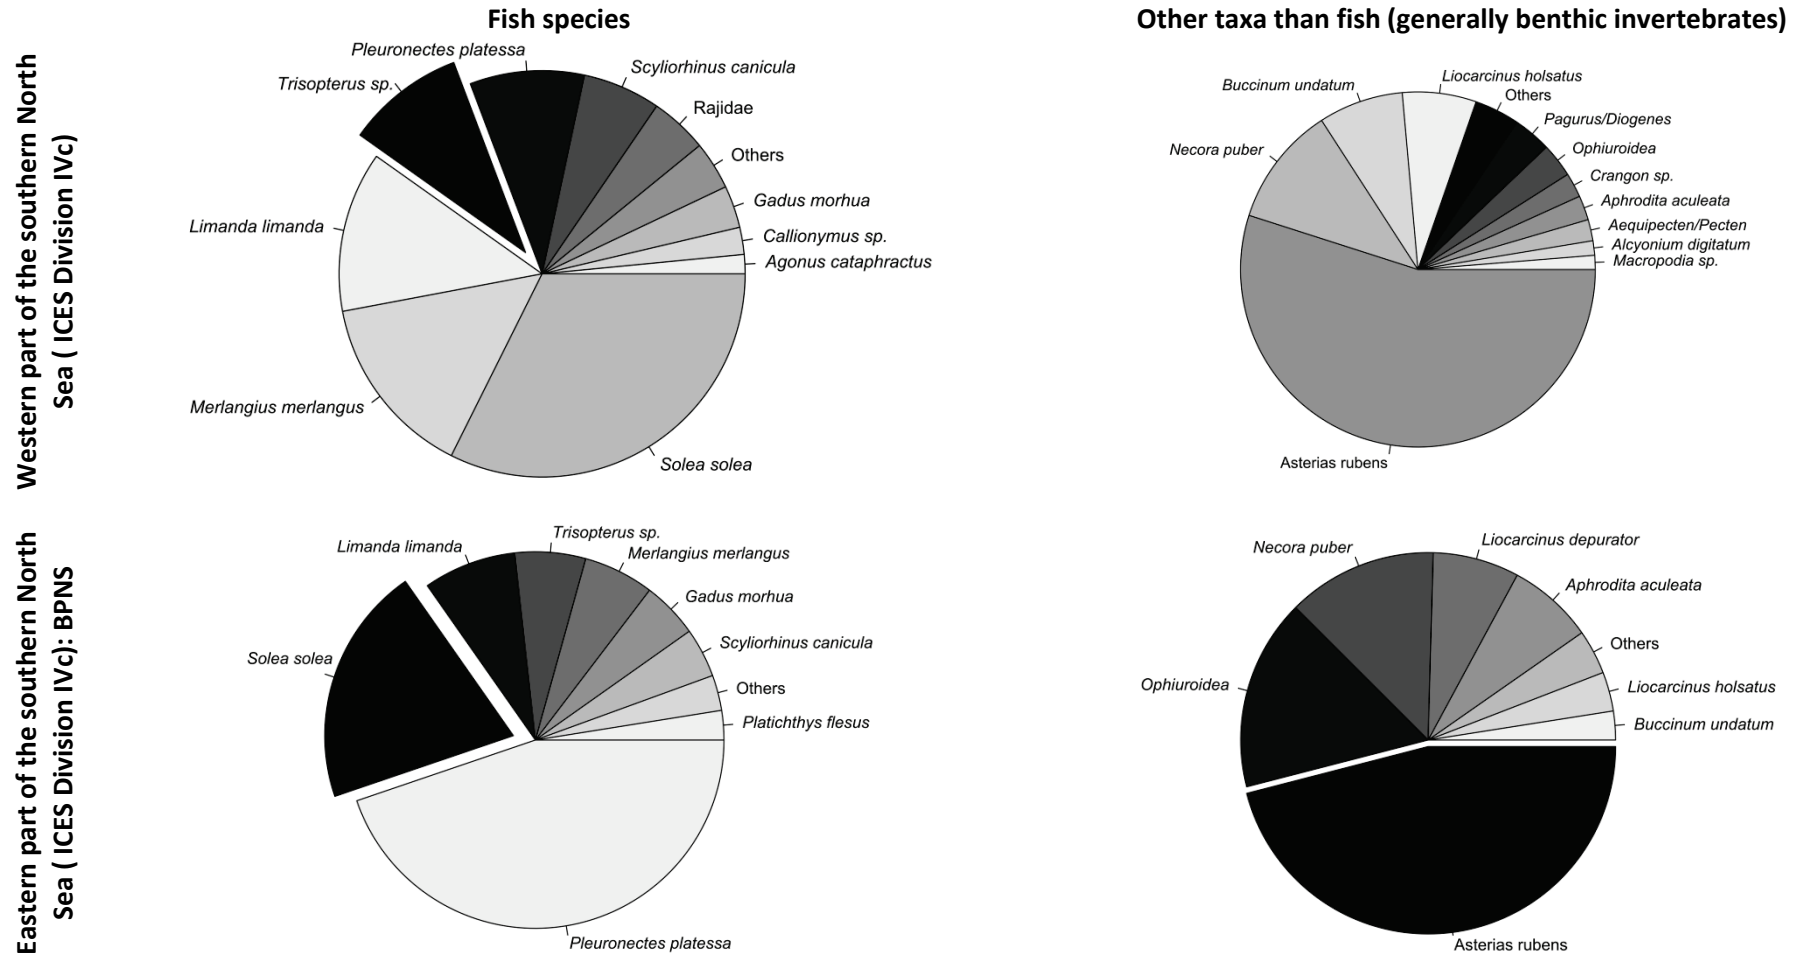 Fish species
Other taxa than fish (generally benthic invertebrates)
Western part of the southern North
Sea ( ICES Division IVc)
Pleuronectes platessa
Trisopterus sp.
Scyliorhinus canicula
Rajidae
Others
Gadus morhua
Callionymus sp.
Agonus cataphractus
Limanda limanda
Merlangius merlangus
Solea solea
Liocarcinus holsatus
Buccinum undatum
Others
Pagurus/Diogenes
Necora puber
Ophiuroidea
Crangon sp.
Aphrodita aculeata
Aequipecten/Pecten
Alcyonium digitatum
Macropodia sp.
Asterias rubens
Eastern part of the southern North
Sea ( ICES Division IVc): BPNS
Trisopterus sp.
Limanda limanda
Merlangius merlangus
Gadus morhua
Scyliorhinus canicula
Solea solea
Others
Platichthys flesus
Pleuronectes platessa
Liocarcinus depurator
Necora puber
Aphrodita aculeata
Others
Ophiuroidea
Liocarcinus holsatus
Buccinum undatum
Asterias rubens